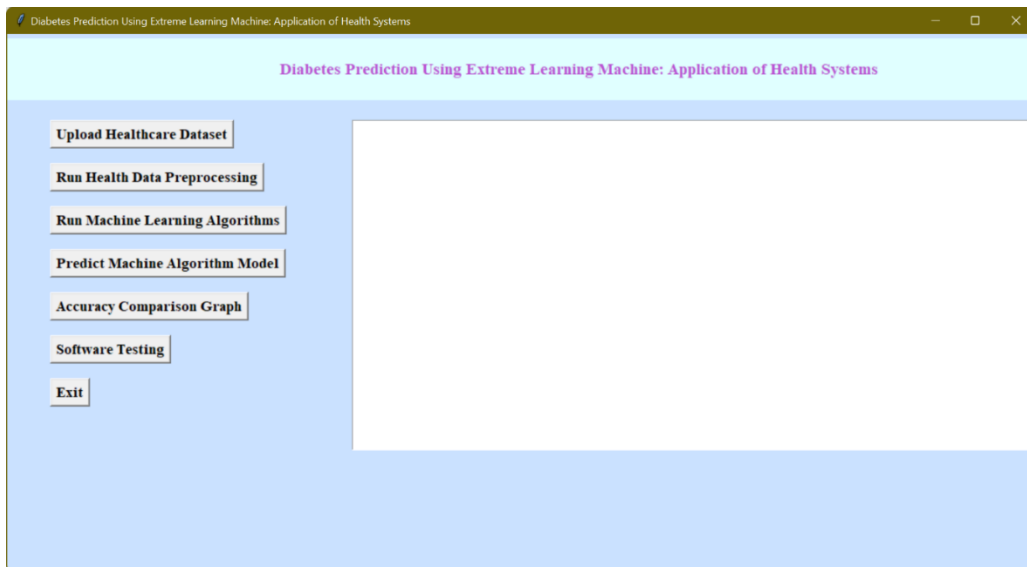 Diabetes Prediction Using Extreme Learning Machine: Application of Health Systems
Diabetes Prediction Using Extreme Learning Machine: Application of Health Systems
Upload Healthcare Dataset
Run Health Data Preprocessing
Run Machine Learning Algorithms
Predict Machine Algorithm Model
Accuracy Comparison Graph
Software Testing
Exit